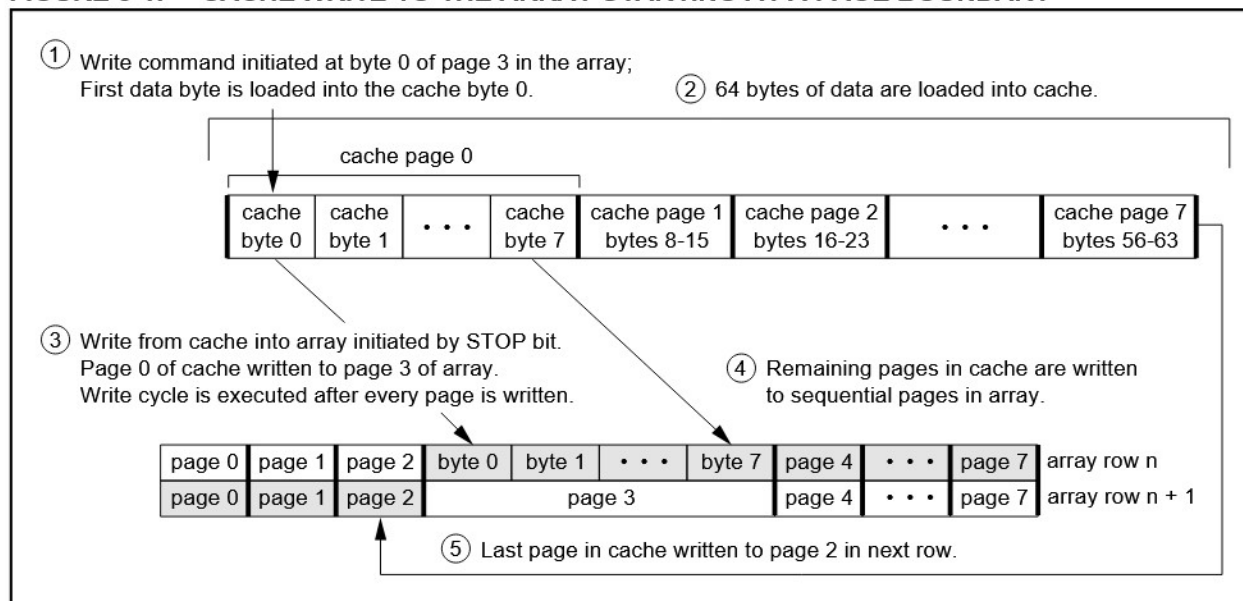 ① Write command initiated at byte 0 of page 3 in the array;
First data byte is loaded into the cache byte 0.
② 64 bytes of data are loaded into cache.
cache page 0
cache byte 0 cache byte 1 • • • cache byte 7 cache page 1 bytes 8-15 cache page 2 bytes 16-23 • • • cache page 7 bytes 56-63
③ Write from cache into array initiated by STOP bit.
Page 0 of cache written to page 3 of array.
Write cycle is executed after every page is written.
④ Remaining pages in cache are written
to sequential pages in array.
page 0 page 1 page 2 byte 0 byte 1 • • • byte 7 page 4 • • • page 7 array row n
page 0 page 1 page 2 page 3 page 4 • • • page 7 array row n + 1
⑤ Last page in cache written to page 2 in next row.